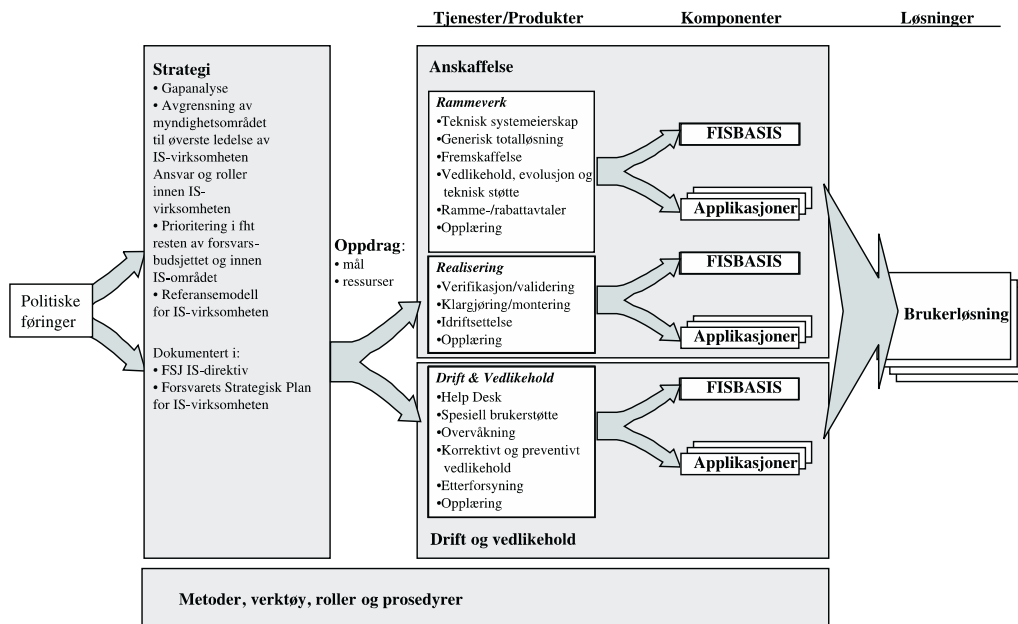 Tjenester/Produkter
Komponenter
Løsninger
Politiske
føringer
Strategi
• Gapanalyse
• Avgrensning av
myndighetsområdet
til øverste ledelse av
IS-virksomheten
Ansvar og roller
innen IS-
virksomheten
• Prioritering i fht
resten av forsvars-
budsjettet og innen
IS-området
• Referansemodell
for IS-virksomheten
Dokumentert i:
• FSJ IS-direktiv
• Forsvarets Strategisk Plan
for IS-virksomheten
Oppdrag:
• mål
• ressurser
Anskaffelse
Rammeverk
•Teknisk systemeierskap
•Generisk totalløsning
•Fremskaffelse
•Vedlikehold, evolusjon og
teknisk støtte
•Ramme-/rabattavtaler
•Opplæring
FISBASIS
Applikasjoner
Realisering
•Verifikasjon/validering
•Klargjøring/montering
•Idriftsettelse
•Opplæring
FISBASIS
Applikasjoner
Drift & Vedlikehold
•Help Desk
•Spesiell brukerstøtte
•Overvåkning
•Korrektivt og preventivt
vedlikehold
•Etterforsyning
•Opplæring
FISBASIS
Applikasjoner
Drift og vedlikehold
Brukerløsning
Metoder, verktøy, roller og prosedyrer